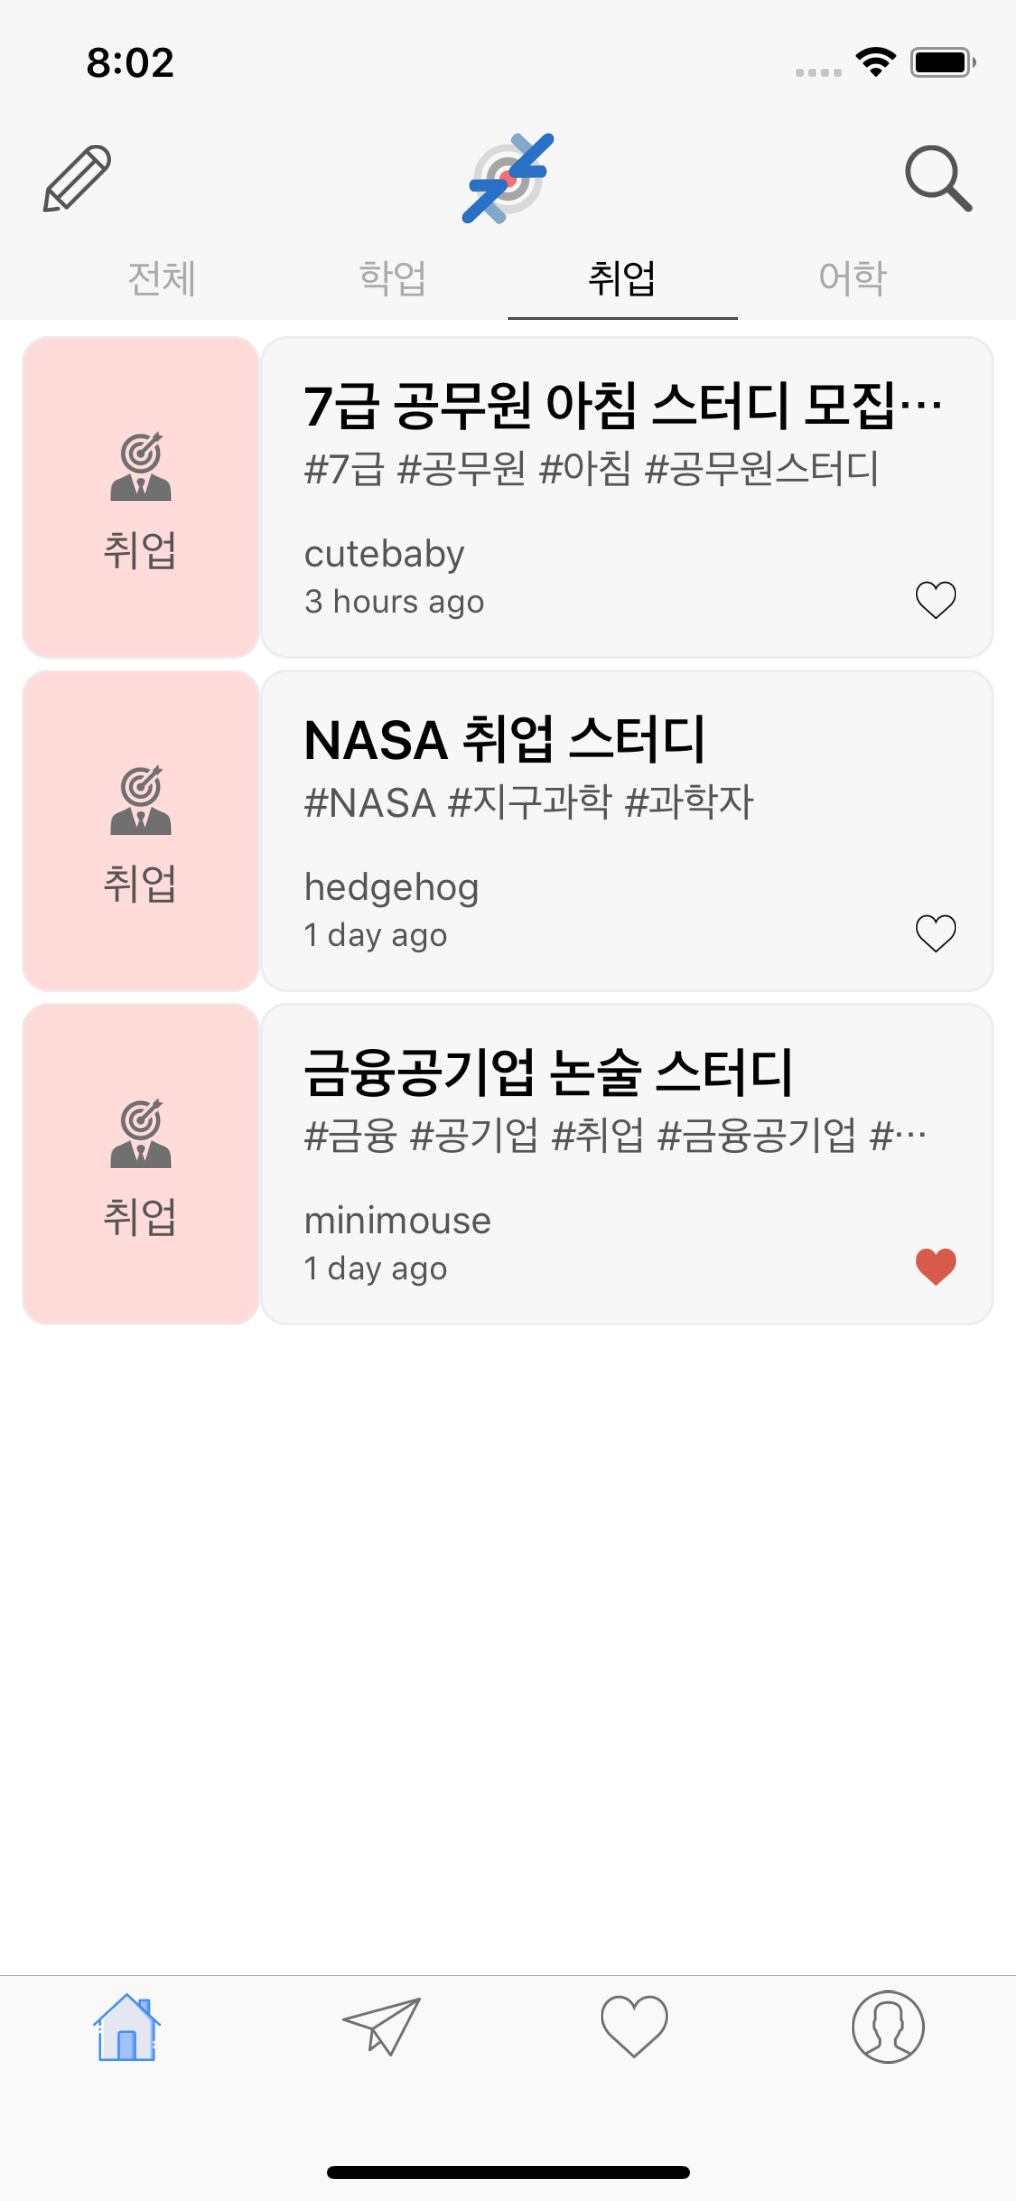 8:02
전체 학업 취업 어학
취업
7급 공무원 아침 스터디 모집…
#7급 #공무원 #아침 #공무원스터디
cutebaby
3 hours ago
취업
NASA 취업 스터디
#NASA #지구과학 #과학자
hedgehog
1 day ago
취업
금융공기업 논술 스터디
#금융 #공기업 #취업 #금융공기업 #…
minimouse
1 day ago